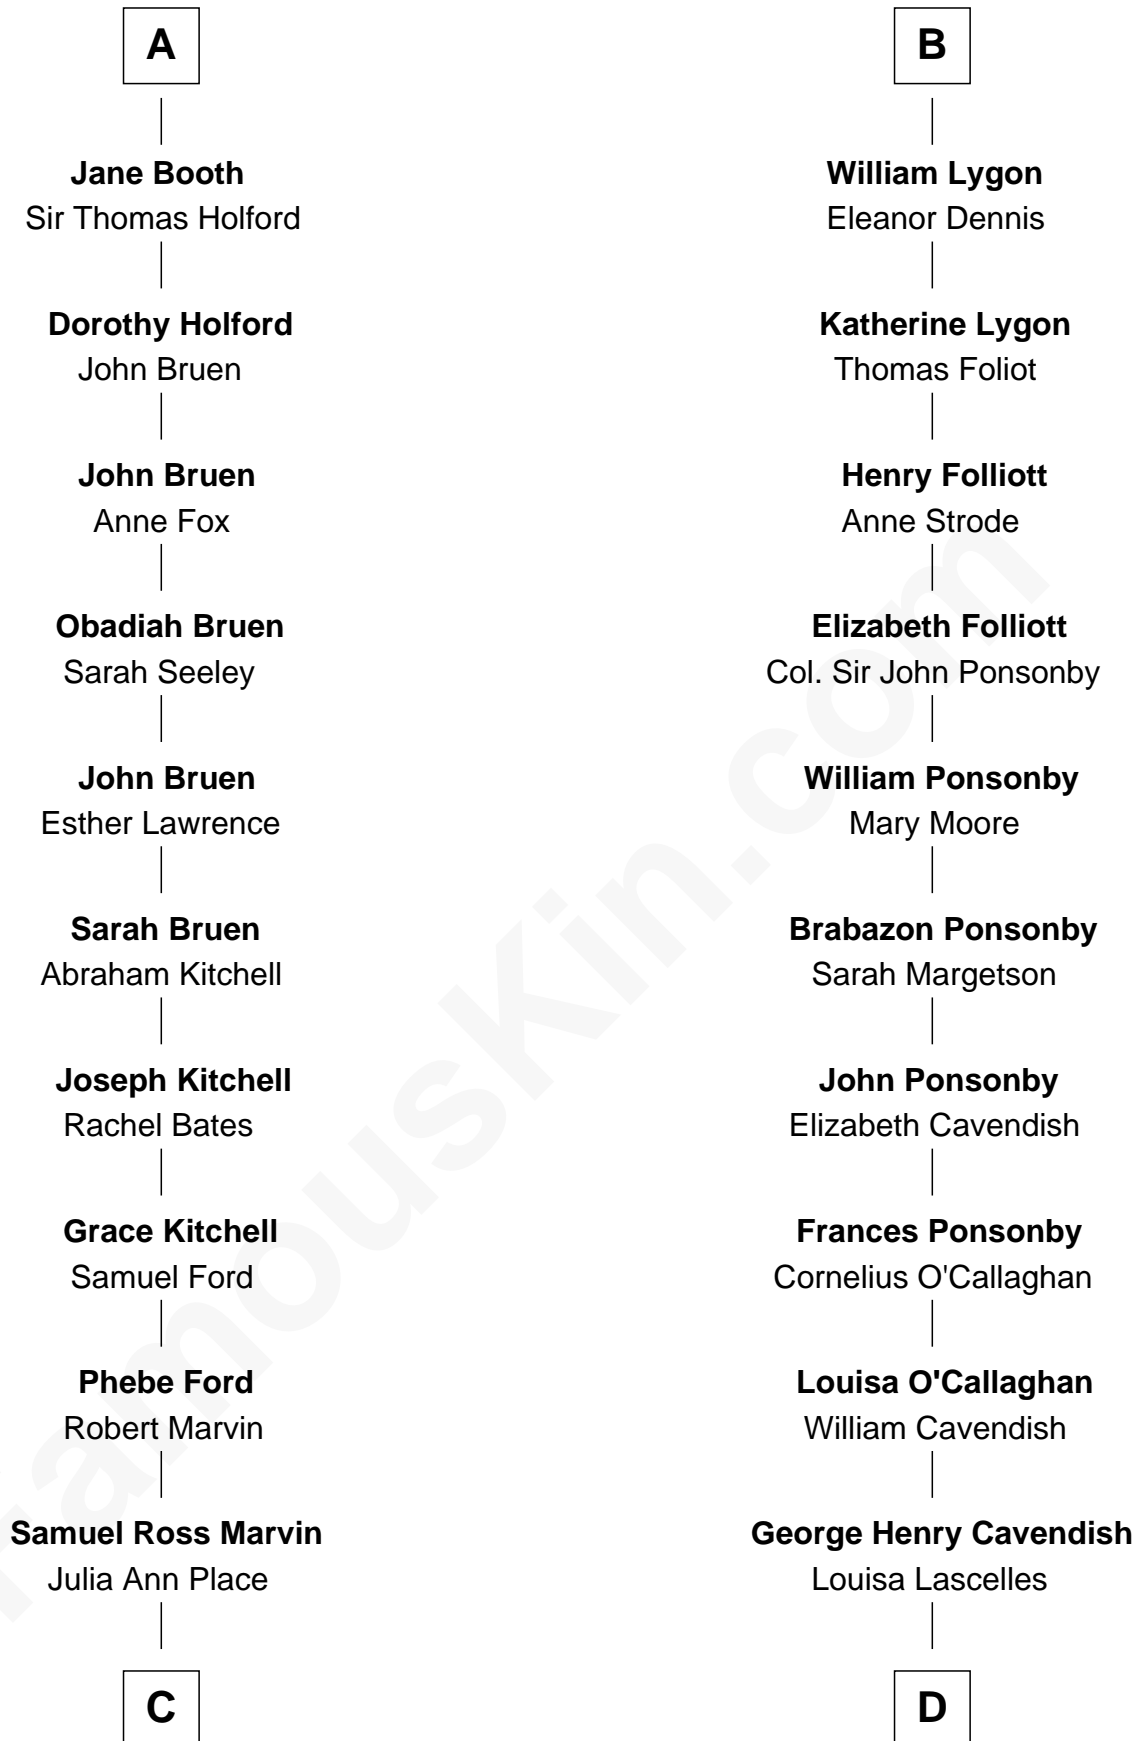 A
Jane Booth
Sir Thomas Holford
Dorothy Holford
John Bruen
John Bruen
Anne Fox
Obadiah Bruen
Sarah Seeley
John Bruen
Esther Lawrence
Sarah Bruen
Abraham Kitchell
Joseph Kitchell
Rachel Bates
Grace Kitchell
Samuel Ford
Phebe Ford
Robert Marvin
Samuel Ross Marvin
Julia Ann Place
C
B
William Lygon
Eleanor Dennis
Katherine Lygon
Thomas Foliot
Henry Folliott
Anne Strode
Elizabeth Folliott
Col. Sir John Ponsonby
William Ponsonby
Mary Moore
Brabazon Ponsonby
Sarah Margetson
John Ponsonby
Elizabeth Cavendish
Frances Ponsonby
Cornelius O'Callaghan
Louisa O'Callaghan
William Cavendish
George Henry Cavendish
Louisa Lascelles
D
FamousKin.com